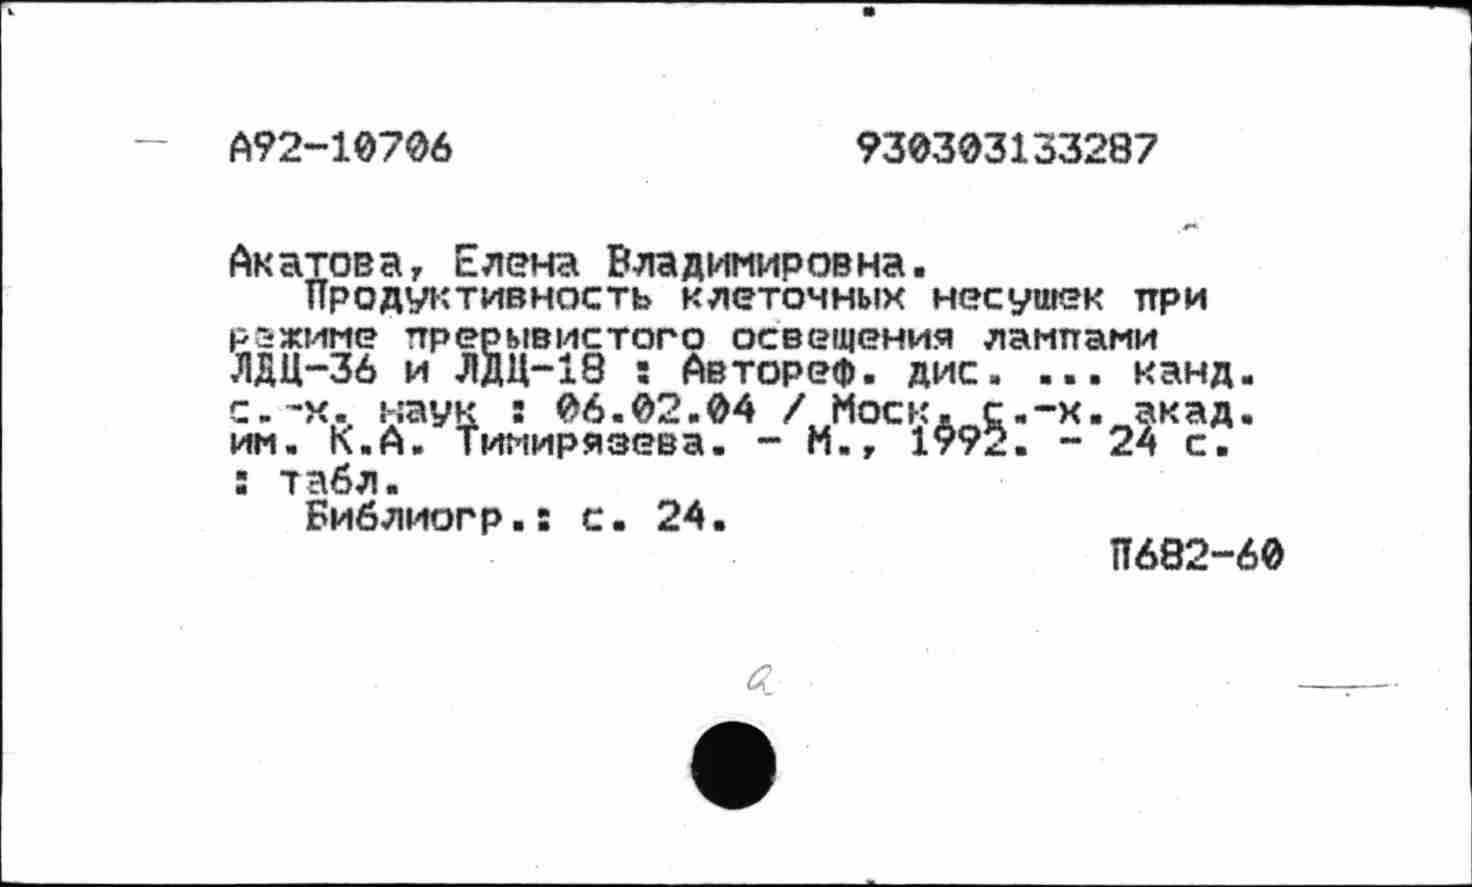 А92-10706 930303133287
Акатова, Елена Владимировна.
Продуктивность клеточных несушек при
режиме прерывистого освещения лампами
ЛДЦ-36 и ЛДЦ-18 : Автореф. дис. ... канд.
с.-х. наук : 06.02.04 / Моск. с.-х. акад.
им. К.А. Тимирязева. - М., 1992. - 24 с.
: табл.
Библиогр.: с. 24.
П682-60
а